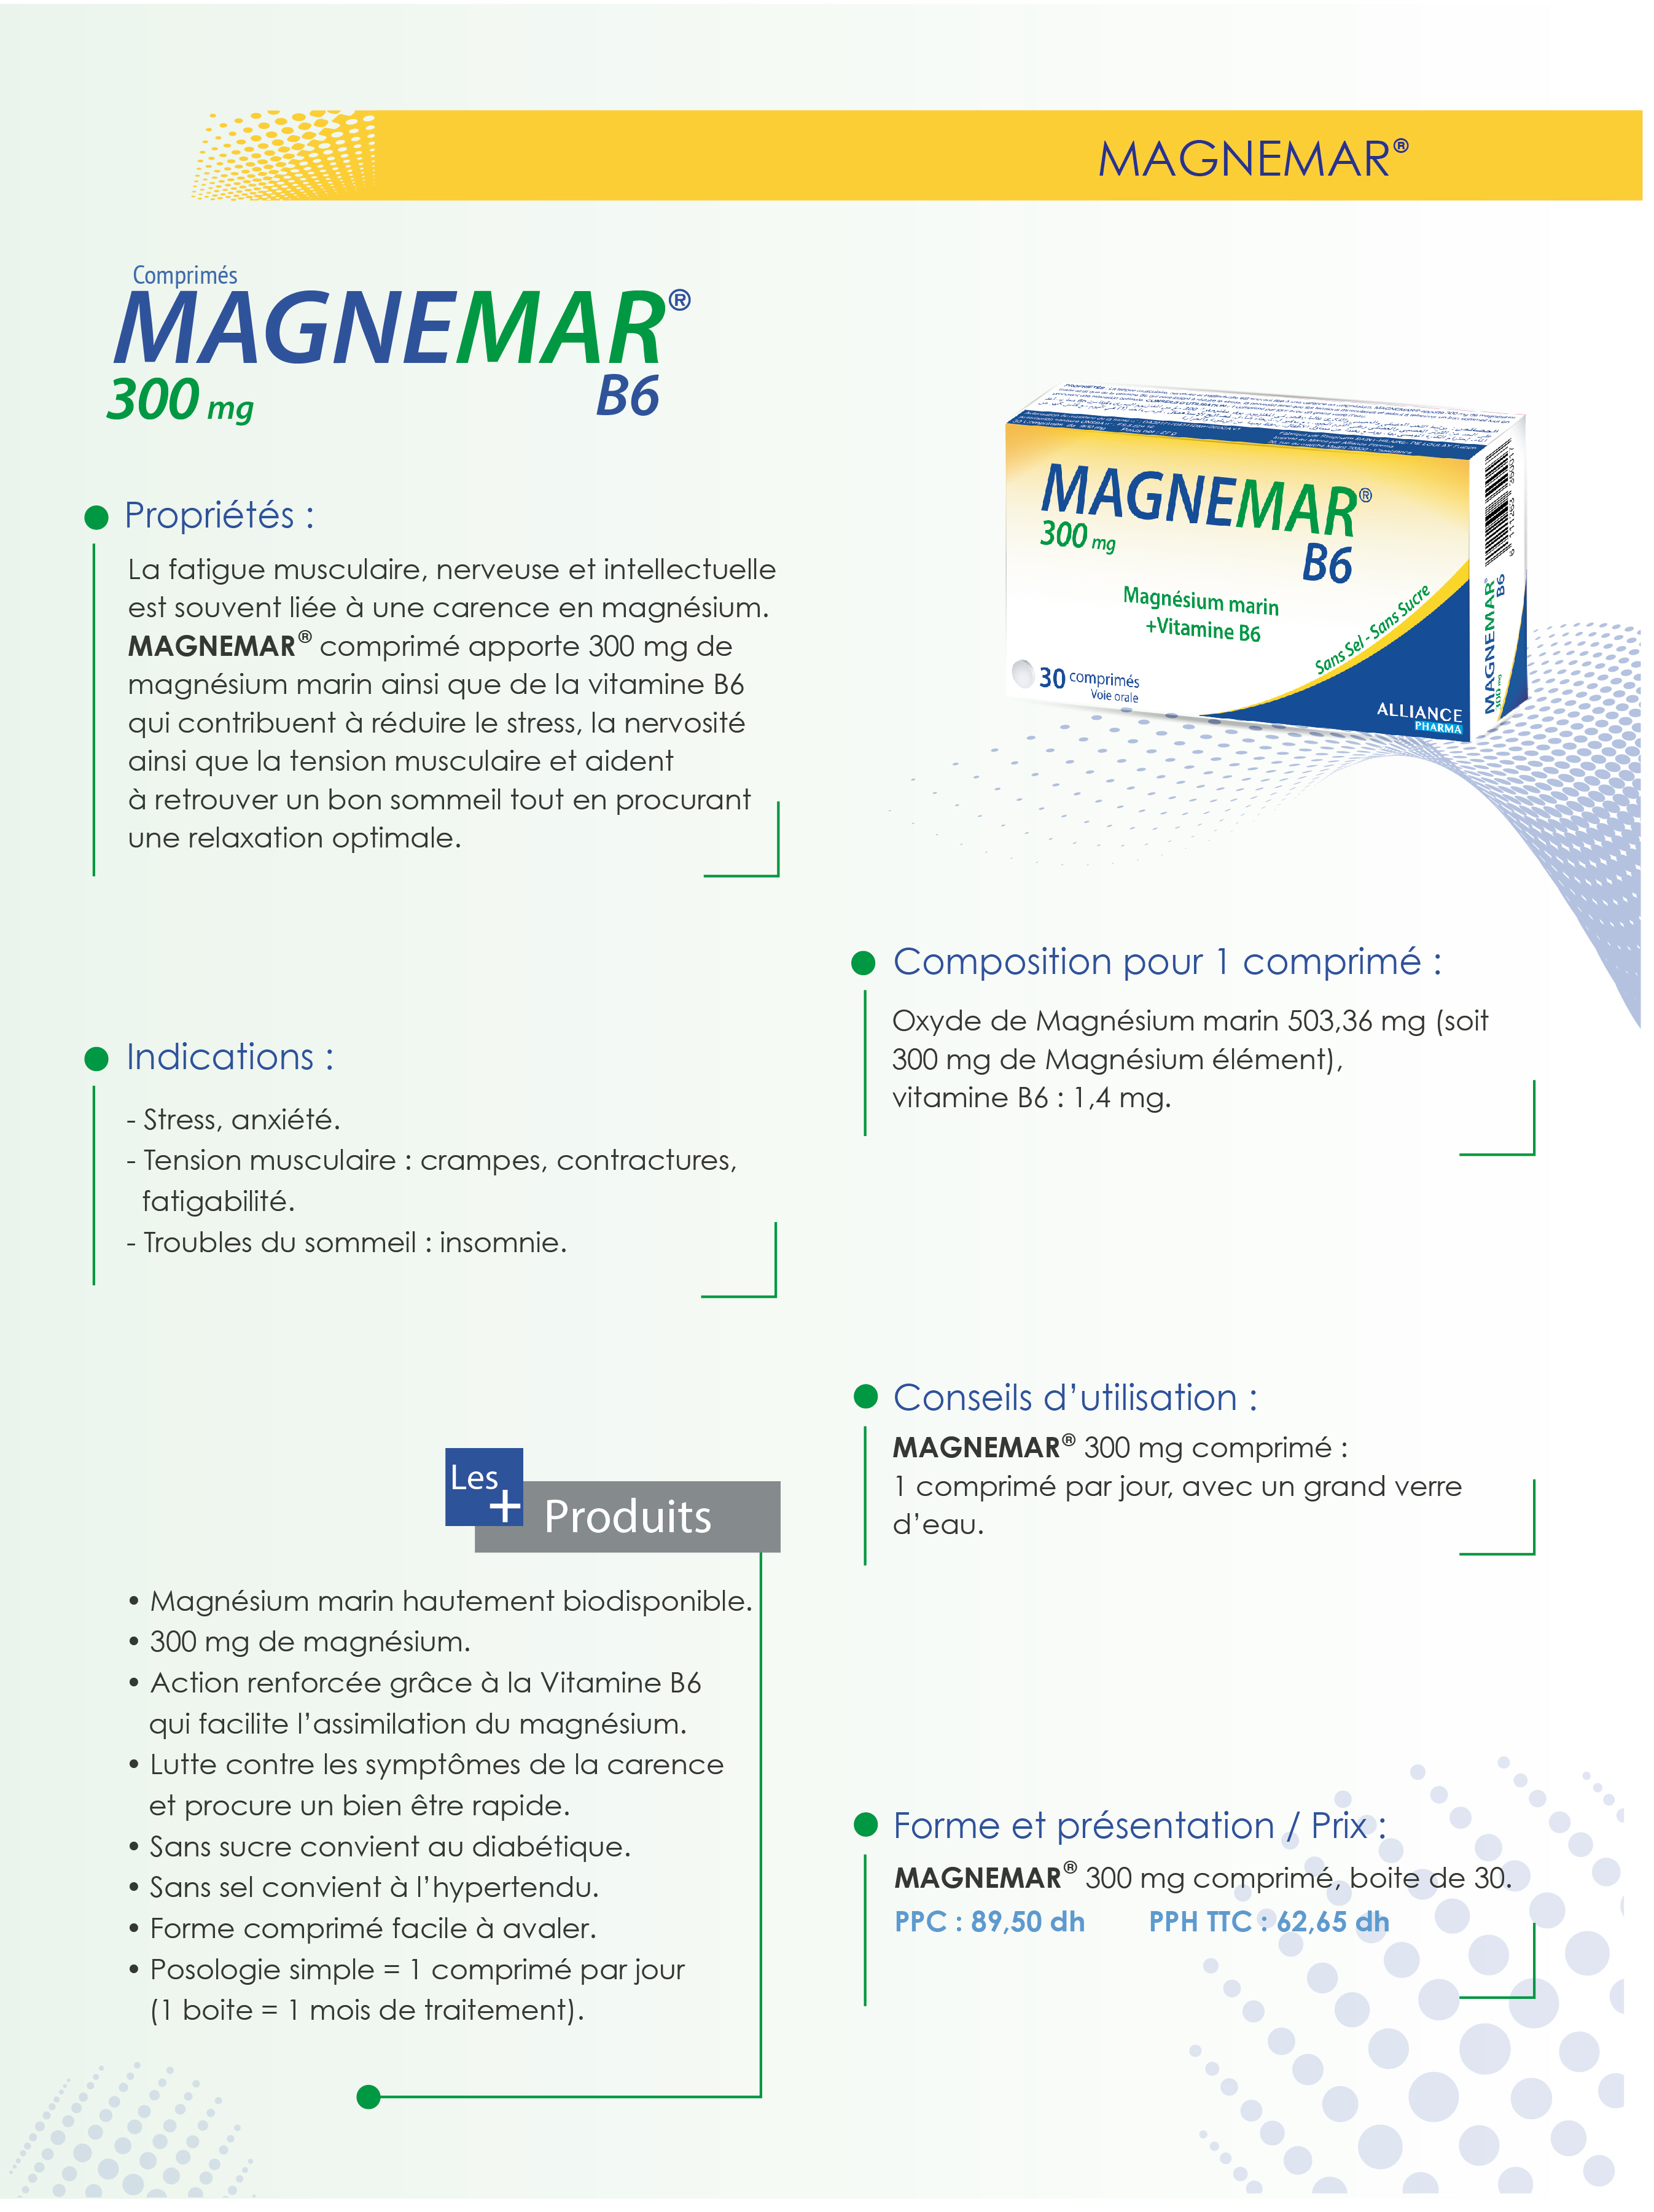 MAGNEMAR®
Comprimés
MAGNEMAR®
300 mg B6
Propriétés :
La fatigue musculaire, nerveuse et intellectuelle
est souvent liée à une carence en magnésium.
MAGNEMAR® comprimé apporte 300 mg de
magnésium marin ainsi que de la vitamine B6
qui contribuent à réduire le stress, la nervosité
ainsi que la tension musculaire et aident
à retrouver un bon sommeil tout en procurant
une relaxation optimale.
Indications :
- Stress, anxiété.
- Tension musculaire : crampes, contractures,
fatigabilité.
- Troubles du sommeil : insomnie.
Les +
Produits
• Magnésium marin hautement biodisponible.
• 300 mg de magnésium.
• Action renforcée grâce à la Vitamine B6
qui facilite l’assimilation du magnésium.
• Lutte contre les symptômes de la carence
et procure un bien être rapide.
• Sans sucre convient au diabétique.
• Sans sel convient à l’hypertendu.
• Forme comprimé facile à avaler.
• Posologie simple = 1 comprimé par jour
(1 boite = 1 mois de traitement).
MAGNEMAR®
300 mg
B6
Magnésium marin
+Vitamine B6
Sans Sel - Sans Sucre
30 comprimés
Voie orale
ALLIANCE
PHARMA
MAGNEMAR®
300 mg B6
Composition pour 1 comprimé :
Oxyde de Magnésium marin 503,36 mg (soit
300 mg de Magnésium élément),
vitamine B6 : 1,4 mg.
Conseils d’utilisation :
MAGNEMAR® 300 mg comprimé :
1 comprimé par jour, avec un grand verre
d’eau.
Forme et présentation / Prix :
MAGNEMAR® 300 mg comprimé, boite de 30.
PPC : 89,50 dh PPH TTC : 62,65 dh